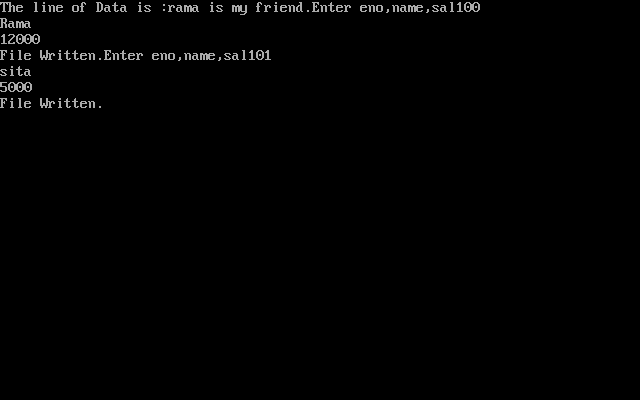 The line of Data is :rama is my friend.Enter eno,name,sal100
Rama
12000
File Written.Enter eno,name,sal101
sita
5000
File Written.